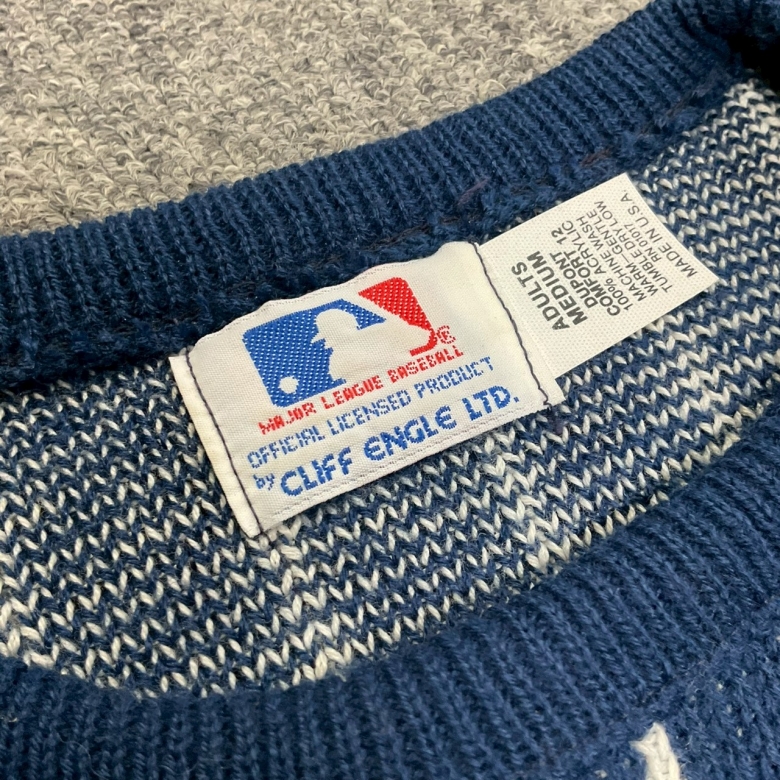 ®
MAJOR LEAGUE BASEBALL
OFFICIAL LICENSED PRODUCT
by CLIFF ENGLE LTD.
ADULTS
MEDIUM
DUPONT 12
100% ACRYLIC
MACHINE WASH
WARM-GENTLE
TUMBLE DRY LOW
MADE IN U.S.A.